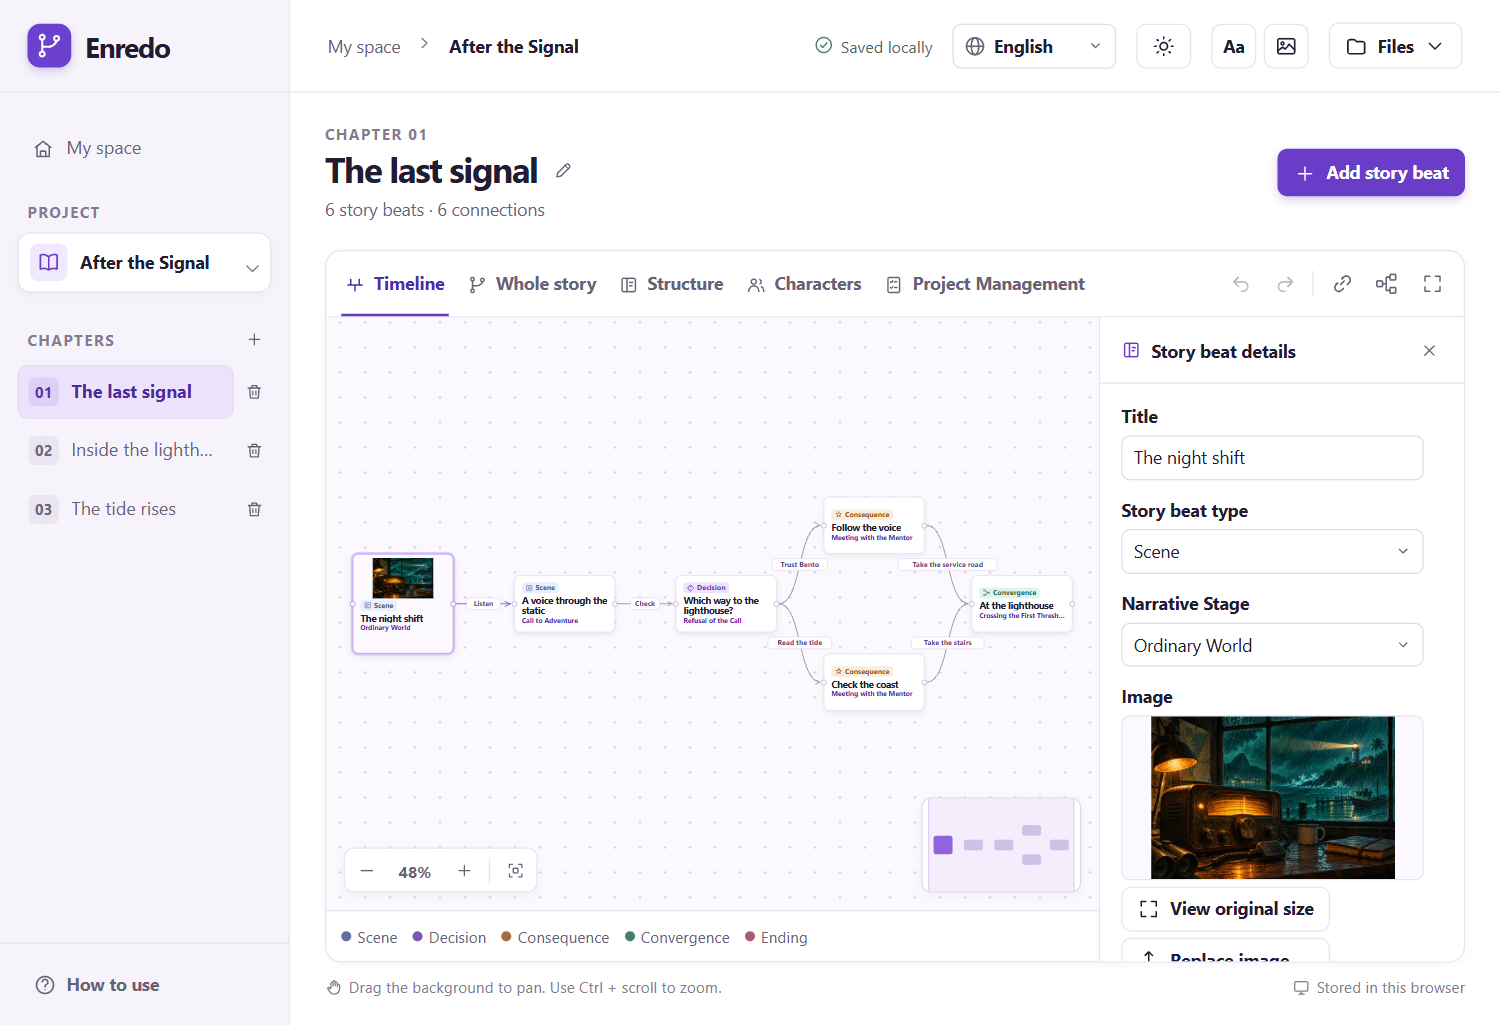 Enredo
My space
PROJECT
After the Signal
CHAPTERS
01 The last signal
02 Inside the lighth...
03 The tide rises
How to use
My space > After the Signal
Saved locally
English
Aa
Files
CHAPTER 01
The last signal
6 story beats · 6 connections
Add story beat
Timeline
Whole story
Structure
Characters
Project Management
Scene
The night shift
Ordinary World
Listen
Scene
A voice through the
static
Call to Adventure
Check
Decision
Which way to the
lighthouse?
Refusal of the Call
Trust Bento
Read the tide
Consequence
Follow the voice
Meeting with the Mentor
Consequence
Check the coast
Meeting with the Mentor
Take the service road
Take the stairs
Convergence
At the lighthouse
Crossing the First Thresh...
48%
Scene
Decision
Consequence
Convergence
Ending
Story beat details
Title
The night shift
Story beat type
Scene
Narrative Stage
Ordinary World
Image
View original size
Replace image
Drag the background to pan. Use Ctrl + scroll to zoom.
Stored in this browser